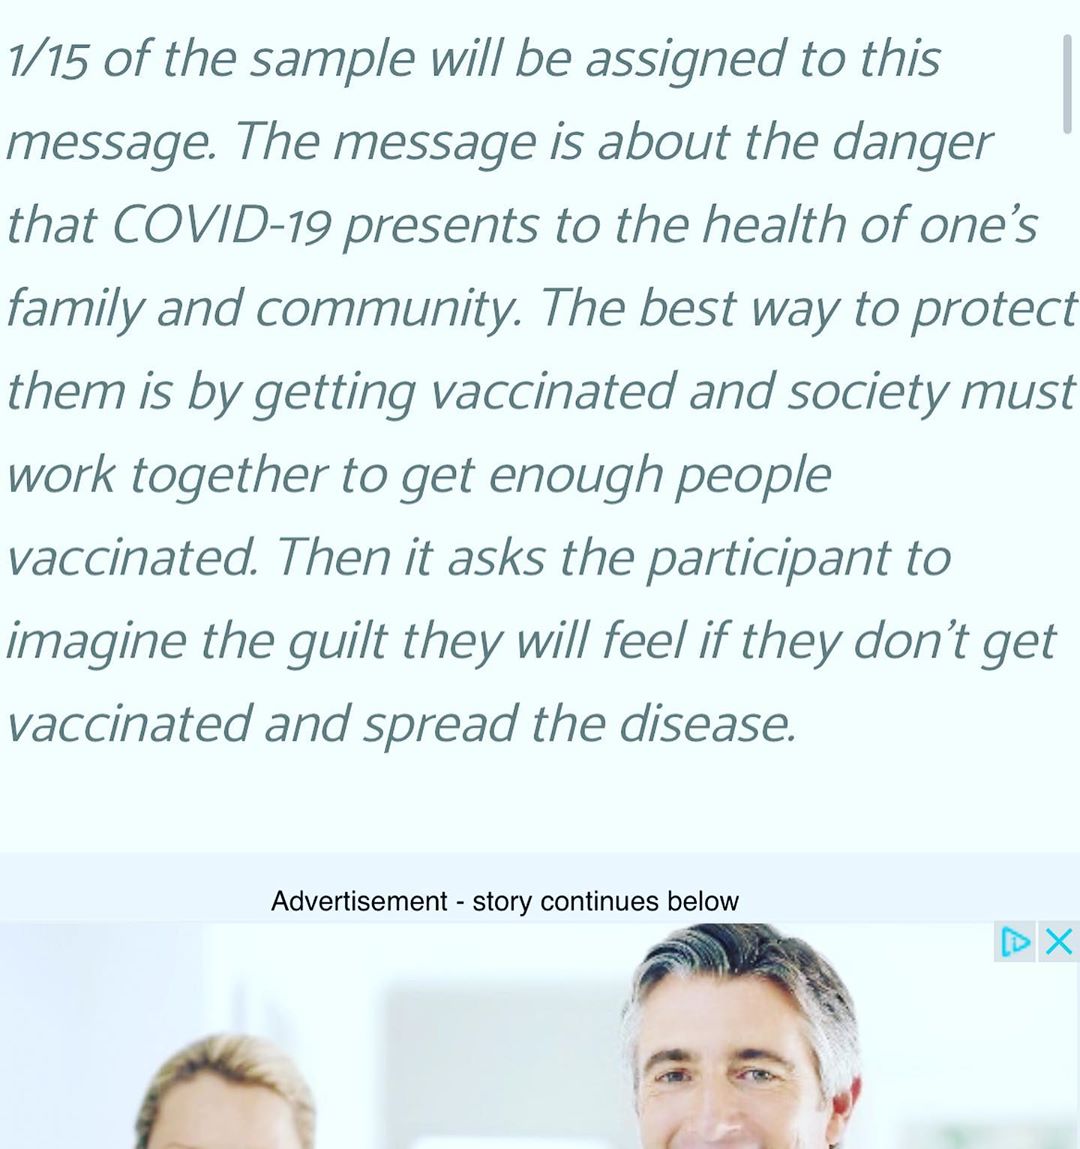 1/15 of the sample will be assigned to this
message. The message is about the danger
that COVID-19 presents to the health of one’s
family and community. The best way to protect
them is by getting vaccinated and society must
work together to get enough people
vaccinated. Then it asks the participant to
imagine the guilt they will feel if they don’t get
vaccinated and spread the disease.
Advertisement - story continues below